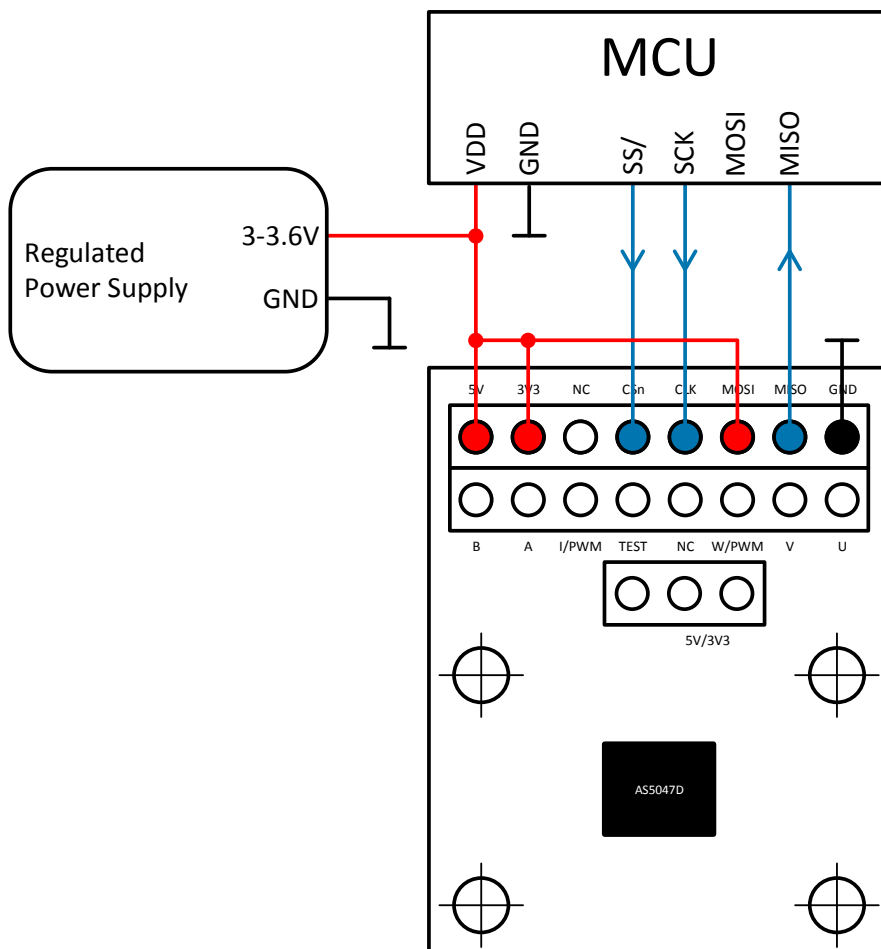 MCU
VDD GND SS/ SCK MOSI MISO
3-3.6V
Regulated
Power Supply
GND
5V 3V3 NC CSn CLK MOSI MISO GND
B A I/PWM TEST NC W/PWM V U
5V/3V3
AS5047D